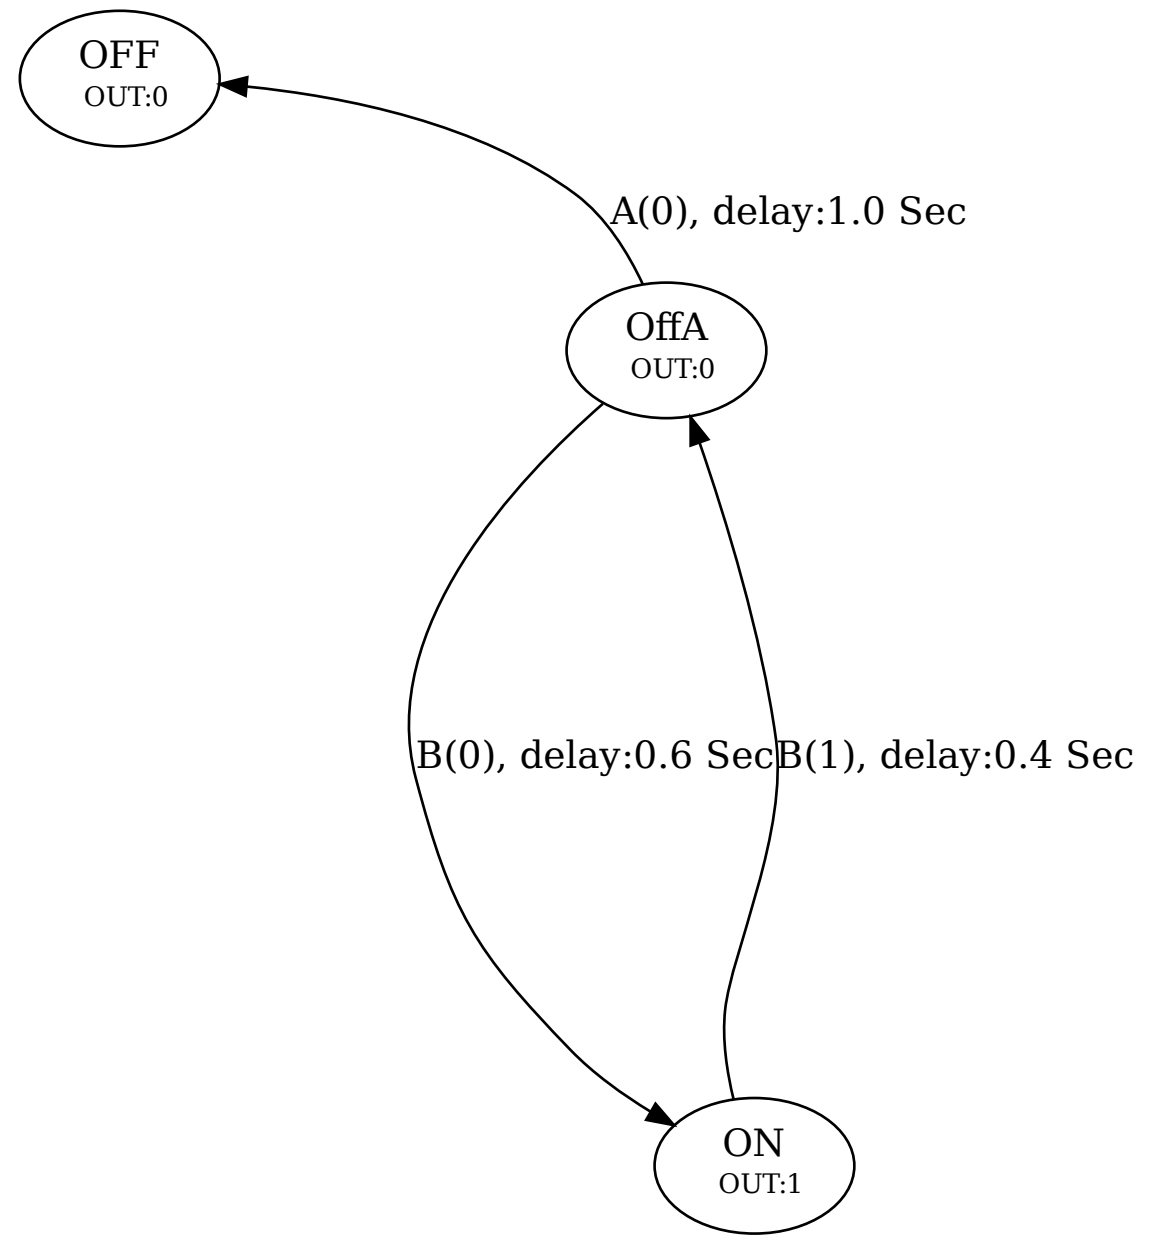 OFF
OUT:0
A(0), delay:1.0 Sec
OffA
OUT:0
B(0), delay:0.6 Sec
B(1), delay:0.4 Sec
ON
OUT:1